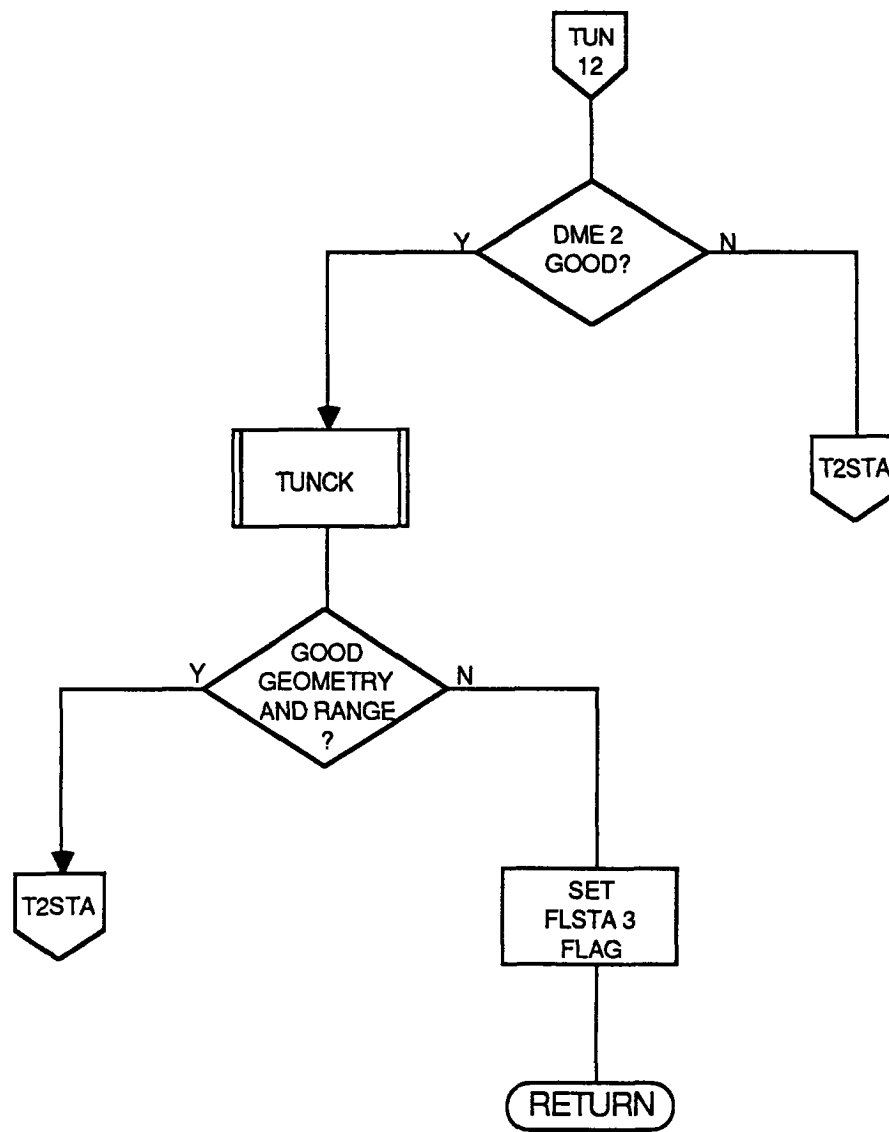 TUN
12
DME 2
GOOD?
Y
N
TUNCK
T2STA
GOOD
GEOMETRY
AND RANGE
?
Y
N
T2STA
SET
FLSTA 3
FLAG
RETURN